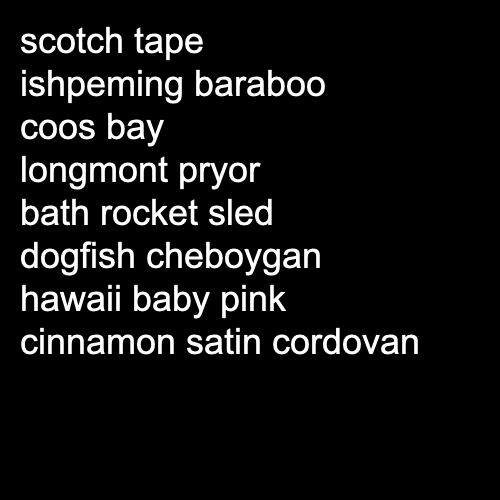 scotch tape
ishpeming baraboo
coos bay
longmont pryor
bath rocket sled
dogfish cheboygan
hawaii baby pink
cinnamon satin cordovan